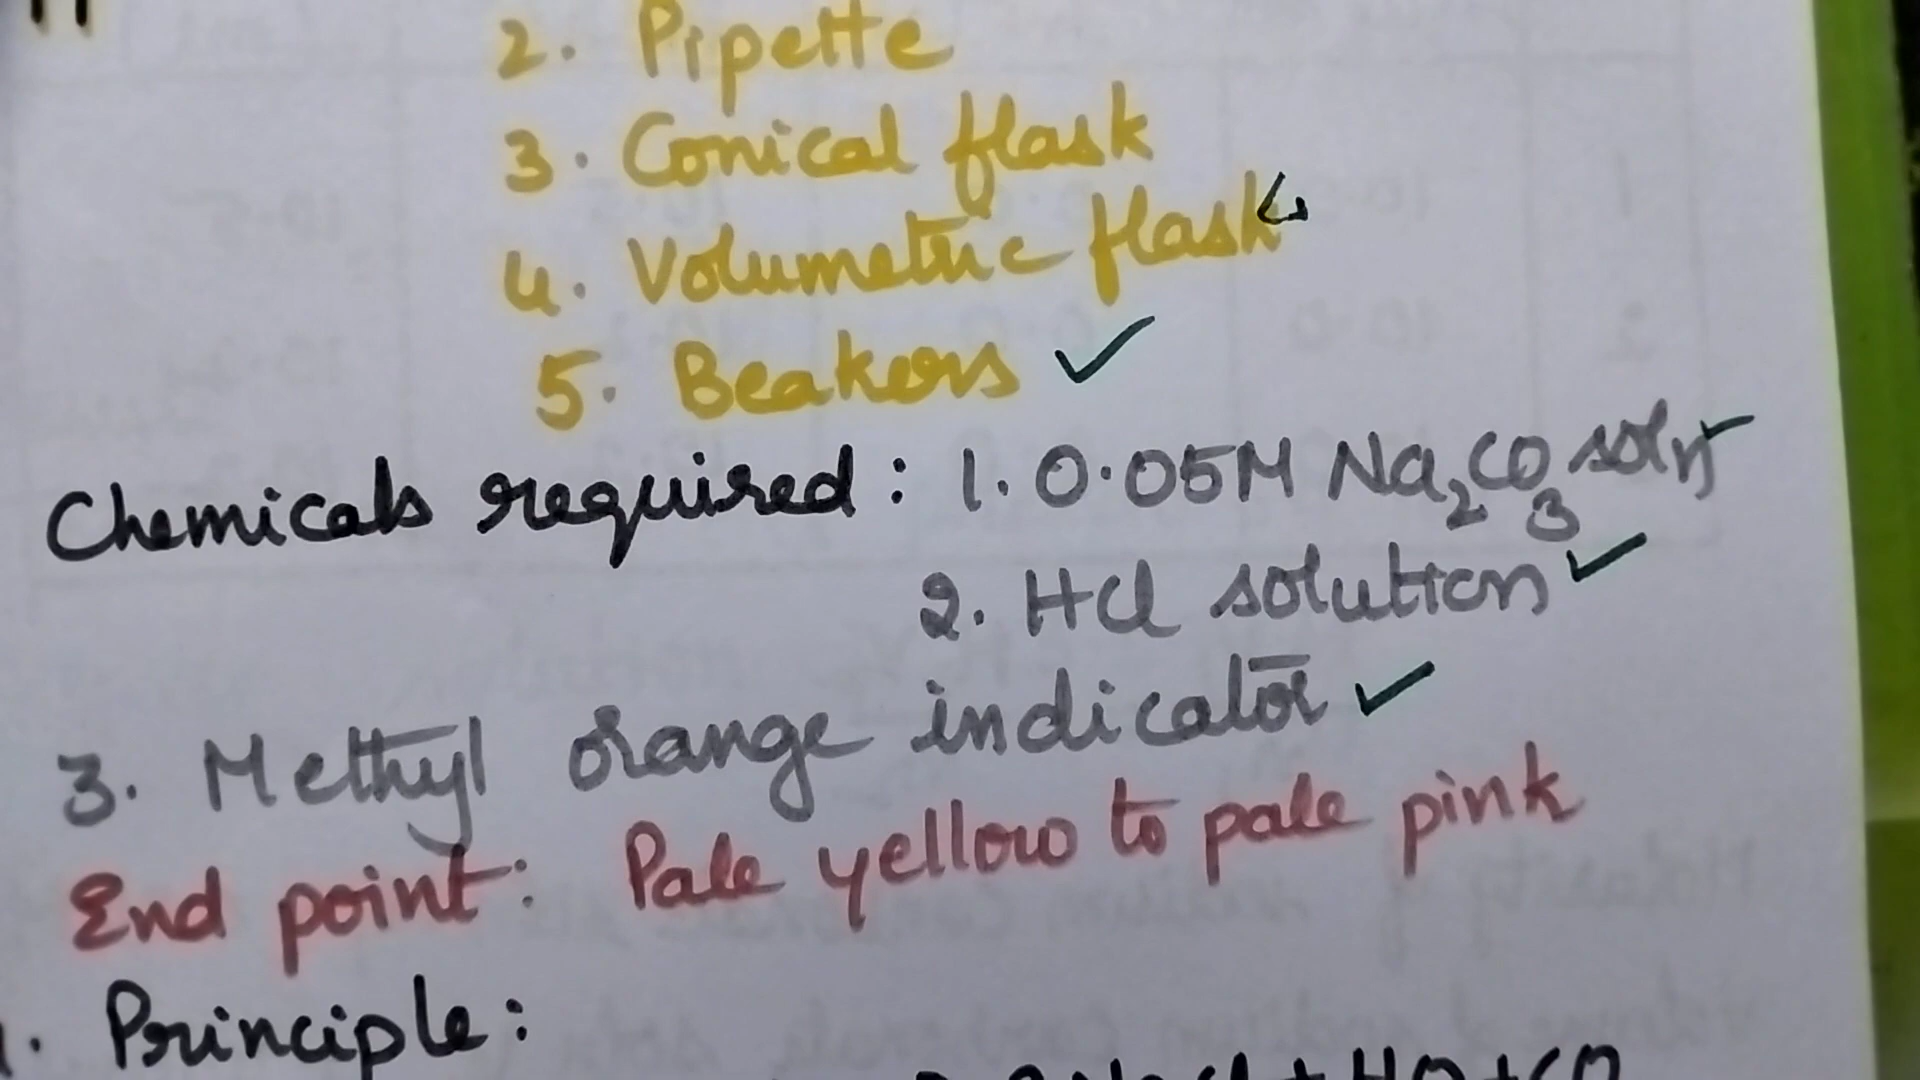 2. Pipette
3. Conical flask
4. Volumetric flask
5. Beakers ✓
Chemicals required : 1. 0.05M Na₂CO₃ soln
2. HCl solution ✓
3. Methyl orange indicator ✓
End point : Pale yellow to pale pink
Principle :